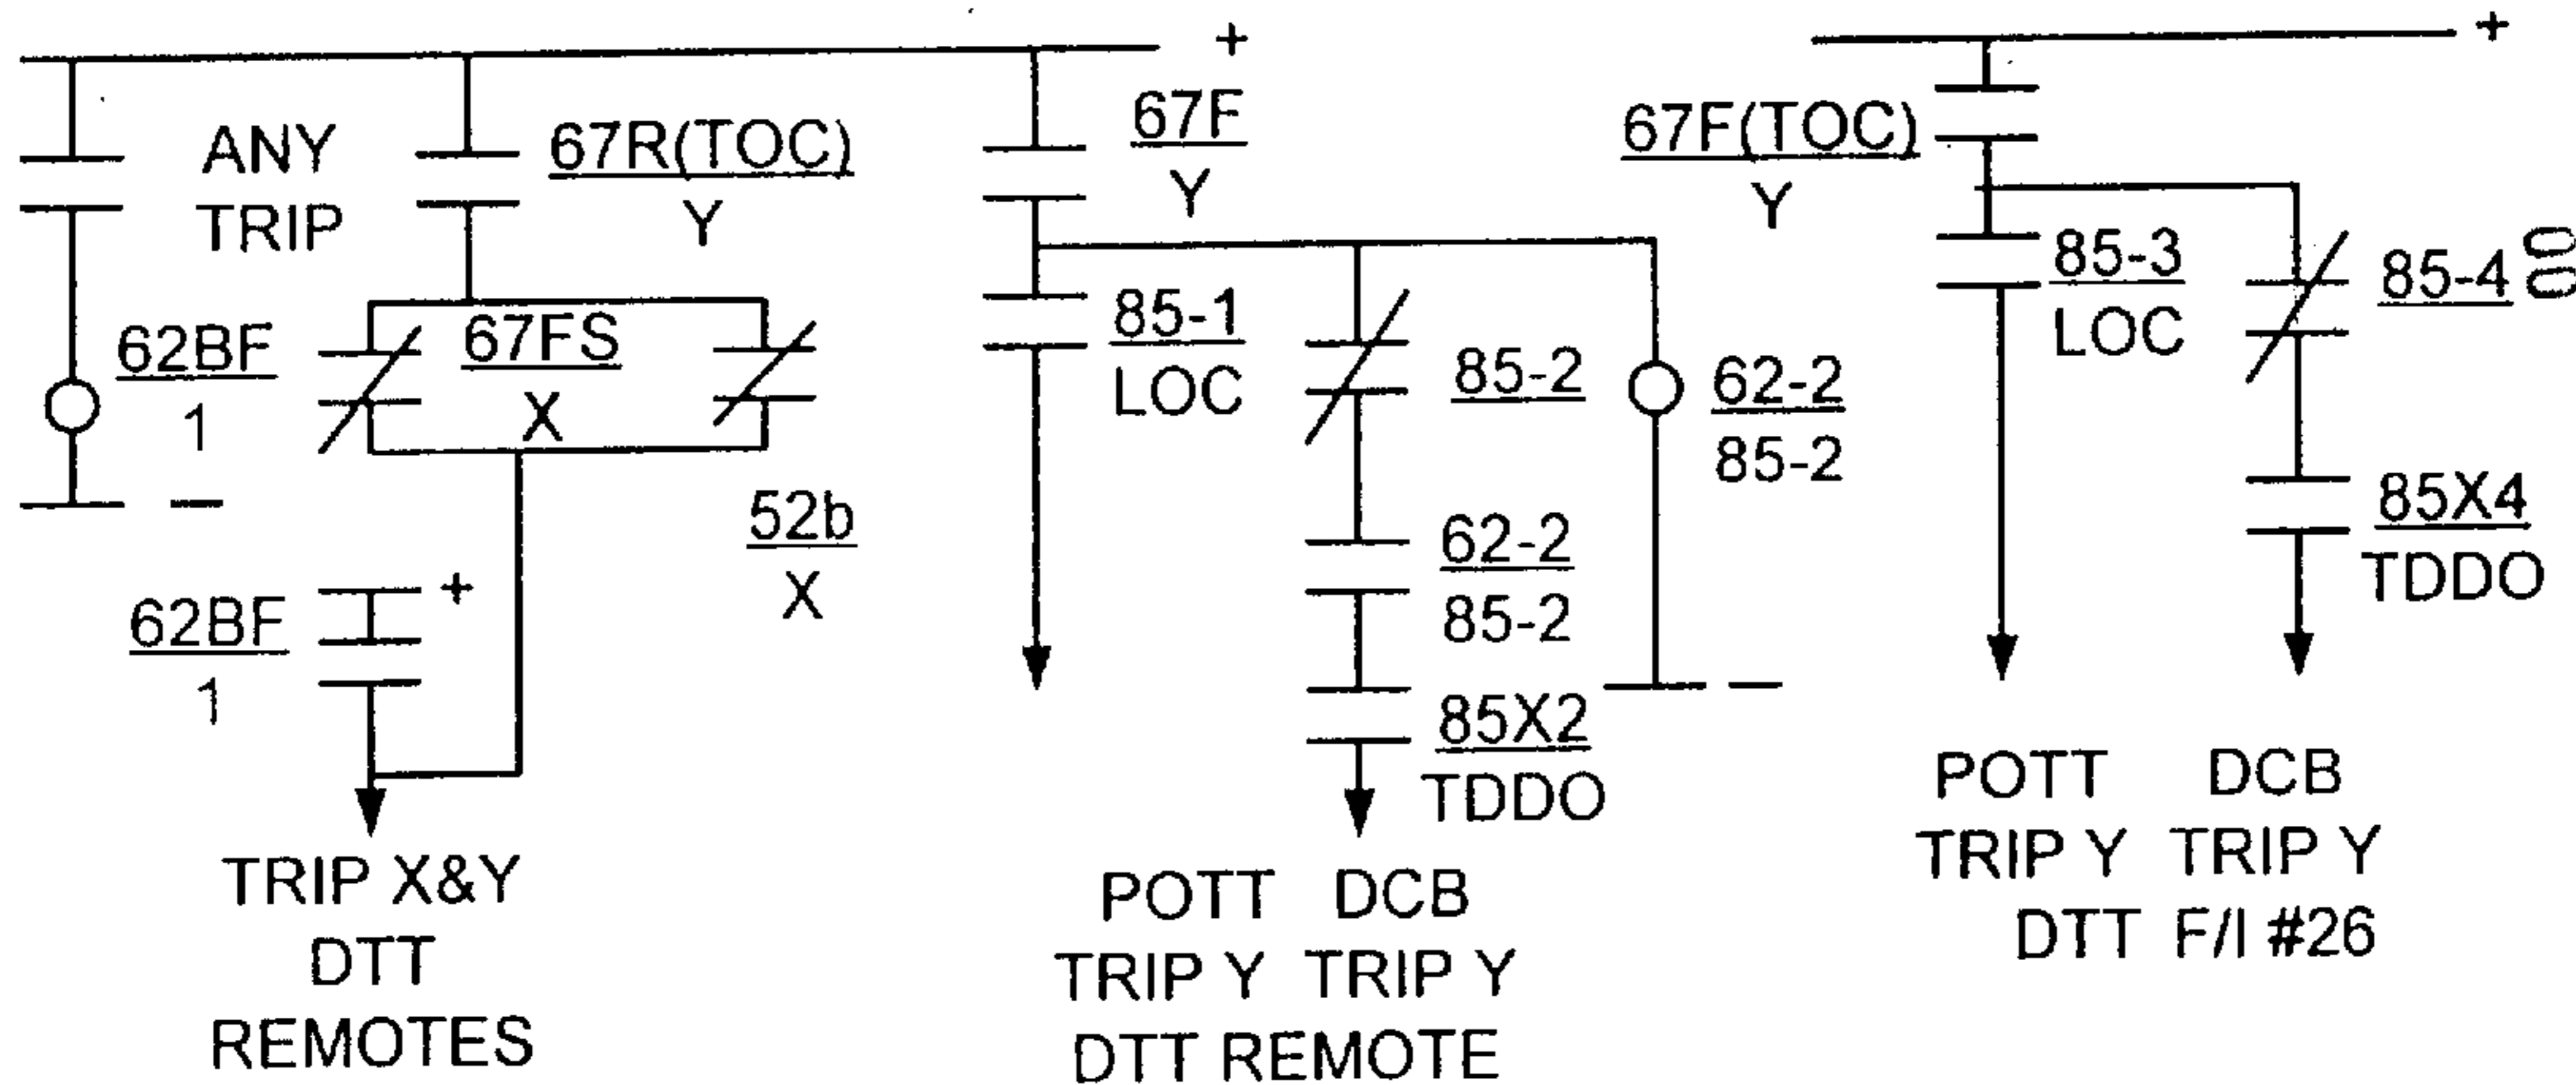 +
+
ANY
TRIP
67R(TOC)
Y
67F
Y
67F(TOC)
Y
62BF
1
67FS
X
52b
X
62BF
1
+
TRIP X&Y
DTT
REMOTES
85-1
LOC
85-2
62-2
85-2
62-2
85-2
85X2
TDDO
POTT DCB
TRIP Y TRIP Y
DTT REMOTE
85-3
LOC
85-4
85X4
TDDO
POTT DCB
TRIP Y TRIP Y
DTT F/I #26